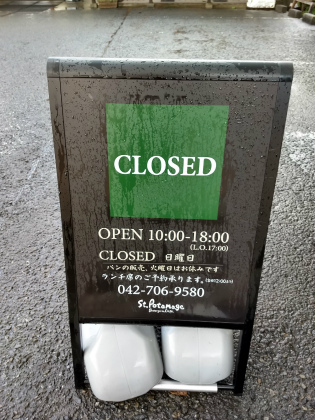 CLOSED
OPEN 10:00-18:00
(L.O.17:00)
CLOSED 日曜日
パンの販売、火曜日はお休みです
ランチ席のご予約承ります。
042-706-9580
St.Potamage